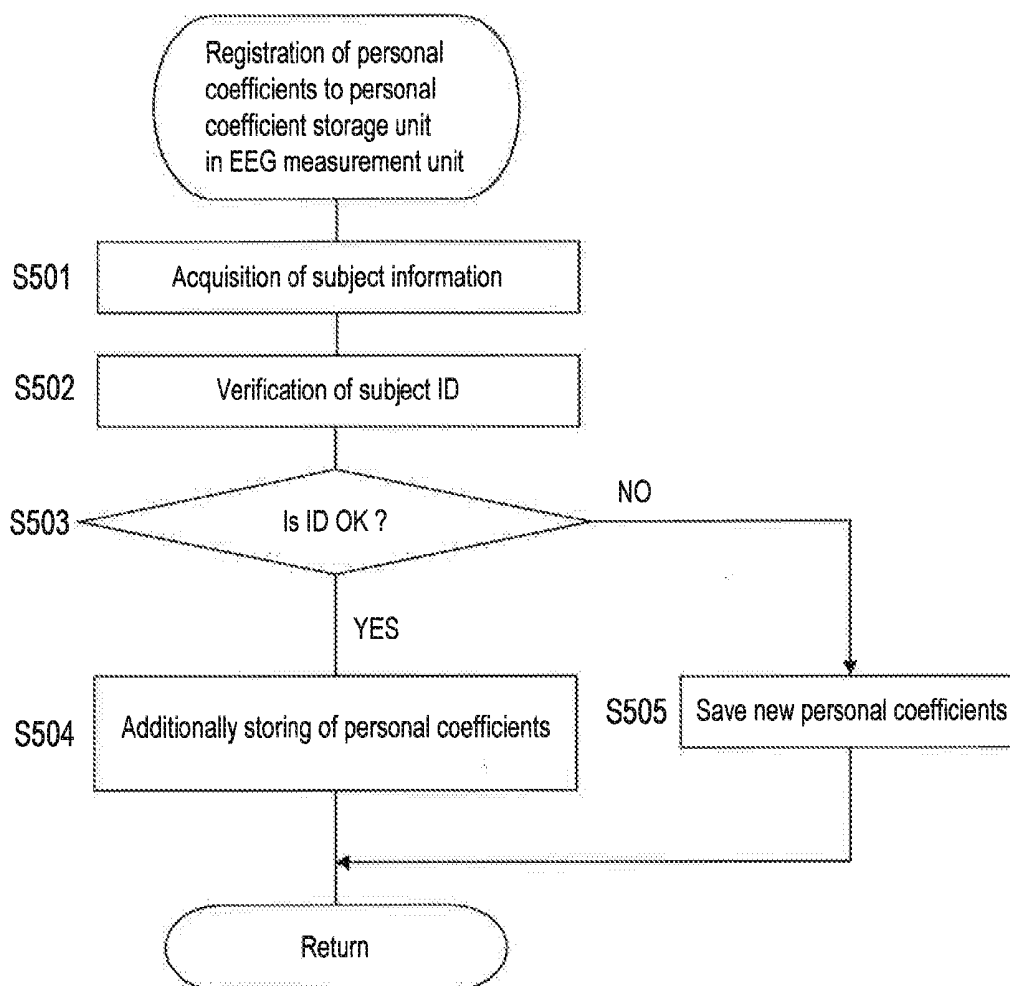 Registration of personal
coefficients to personal
coefficient storage unit
in EEG measurement unit
S501
Acquisition of subject information
S502
Verification of subject ID
S503
Is ID OK ?
NO
YES
S504
Additionally storing of personal coefficients
S505
Save new personal coefficients
Return